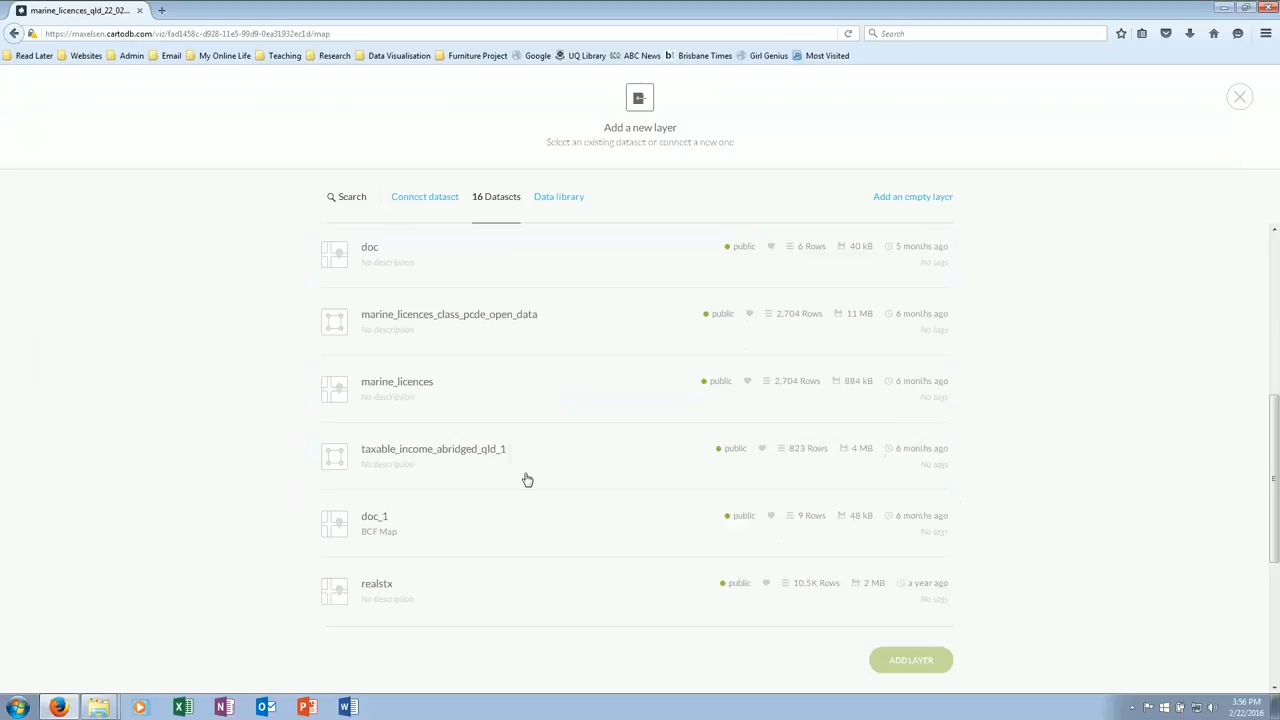 marine_licences_qld_22_02...
https://maxelsen.cartodb.com/viz/fad1458c-d928-11e5-99d9-0ea31932ec1d/map
Search
Read Later Websites Admin Email My Online Life Teaching Research Data Visualisation Furniture Project Google UQ Library ABC News Brisbane Times Girl Genius Most Visited
Add a new layer
Select an existing dataset or connect a new one
Search Connect dataset 16 Datasets Data library Add an empty layer
doc public 6 Rows 40 kB 5 months ago
No description No tags
marine_licences_class_pcde_open_data public 2,704 Rows 11 MB 6 months ago
No description No tags
marine_licences public 2,704 Rows 884 kB 6 months ago
No description No tags
taxable_income_abridged_qld_1 public 823 Rows 4 MB 6 months ago
No description No tags
doc_1 public 9 Rows 48 kB 6 months ago
BCF Map No tags
realstx public 10.5K Rows 2 MB a year ago
No description No tags
ADD LAYER
3:56 PM
2/22/2016